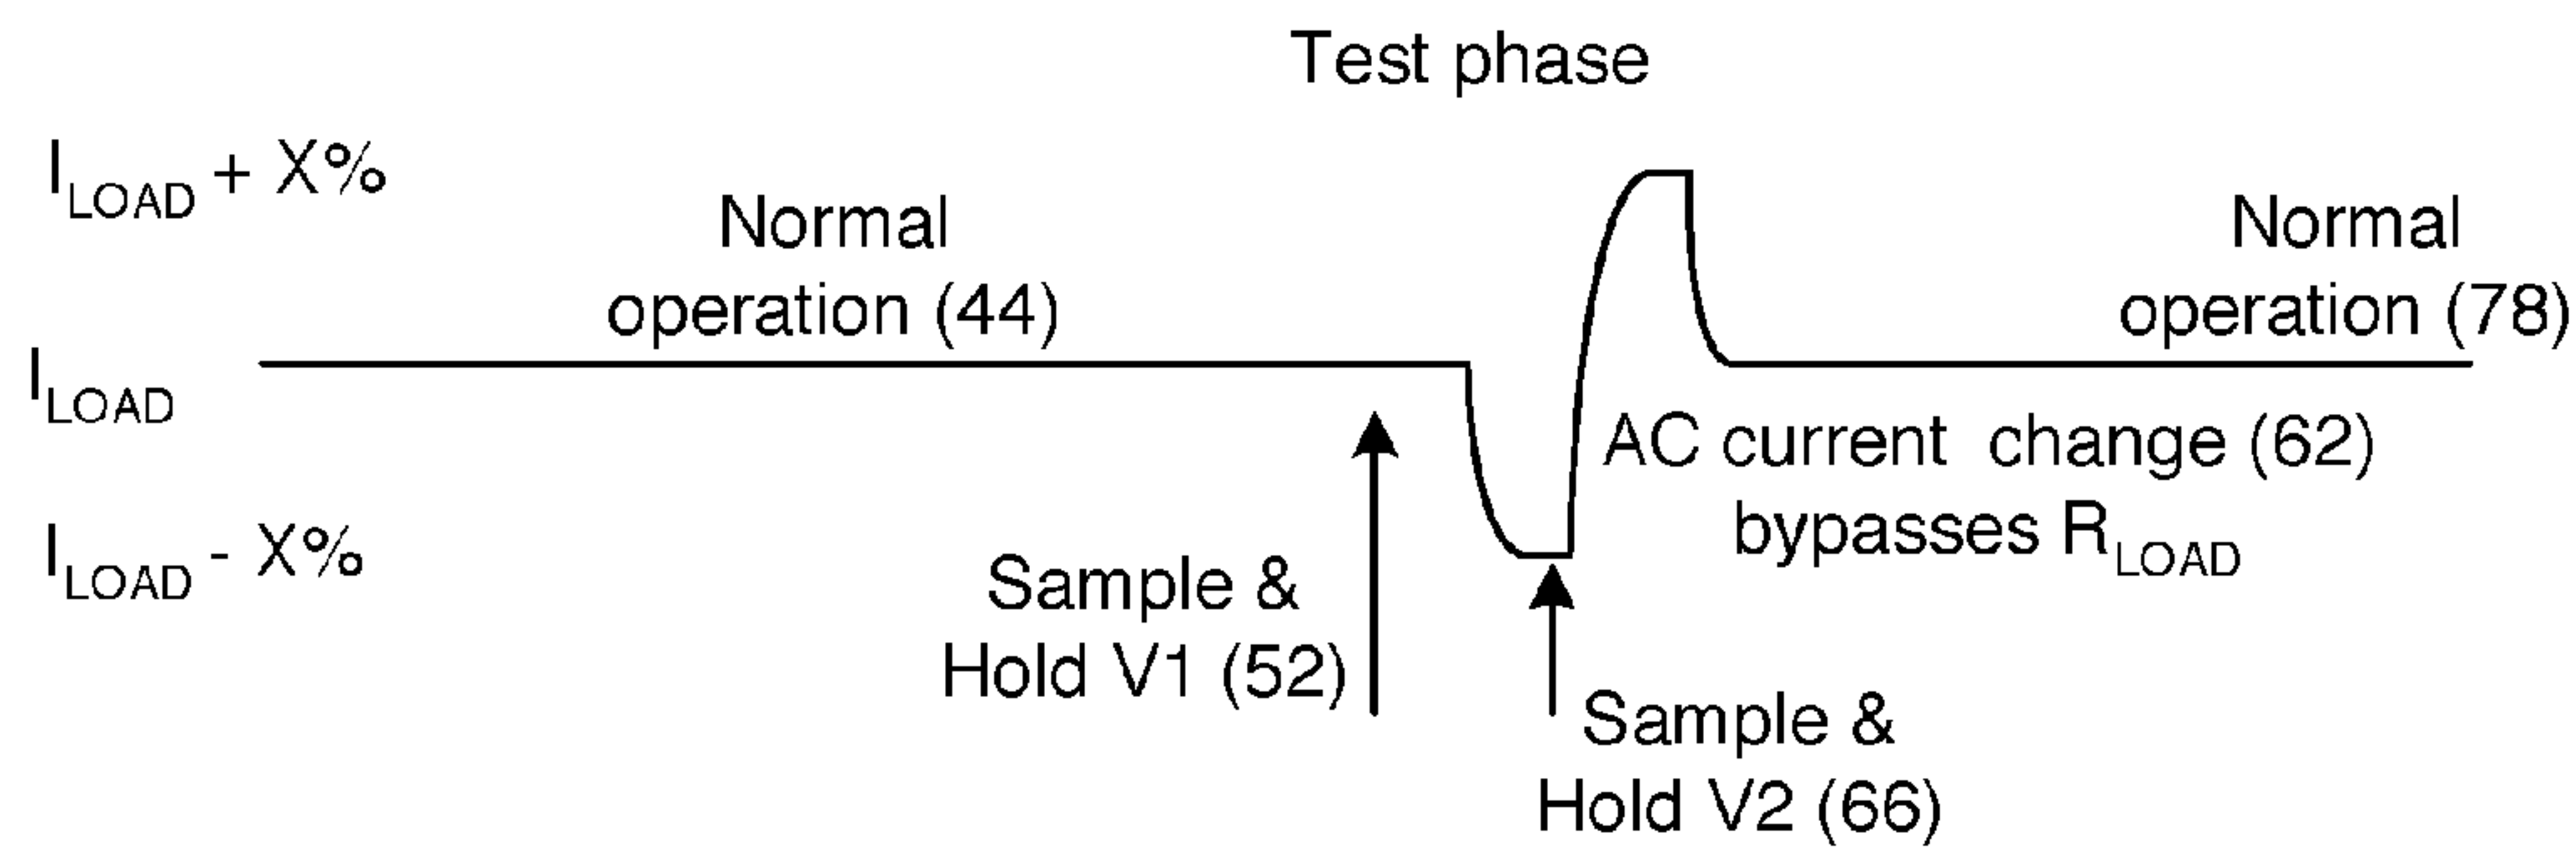 Test phase
I_LOAD + X%
Normal
operation (44)
Normal
operation (78)
I_LOAD
AC current change (62)
bypasses R_LOAD
I_LOAD - X%
Sample &
Hold V1 (52)
Sample &
Hold V2 (66)